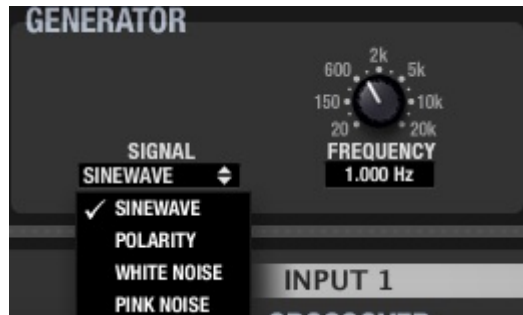 GENERATOR
2k
600
5k
150
10k
20
20k
SIGNAL
FREQUENCY
SINEWAVE
1.000 Hz
✓ SINEWAVE
POLARITY
WHITE NOISE
INPUT 1
PINK NOISE
CROSSOVER